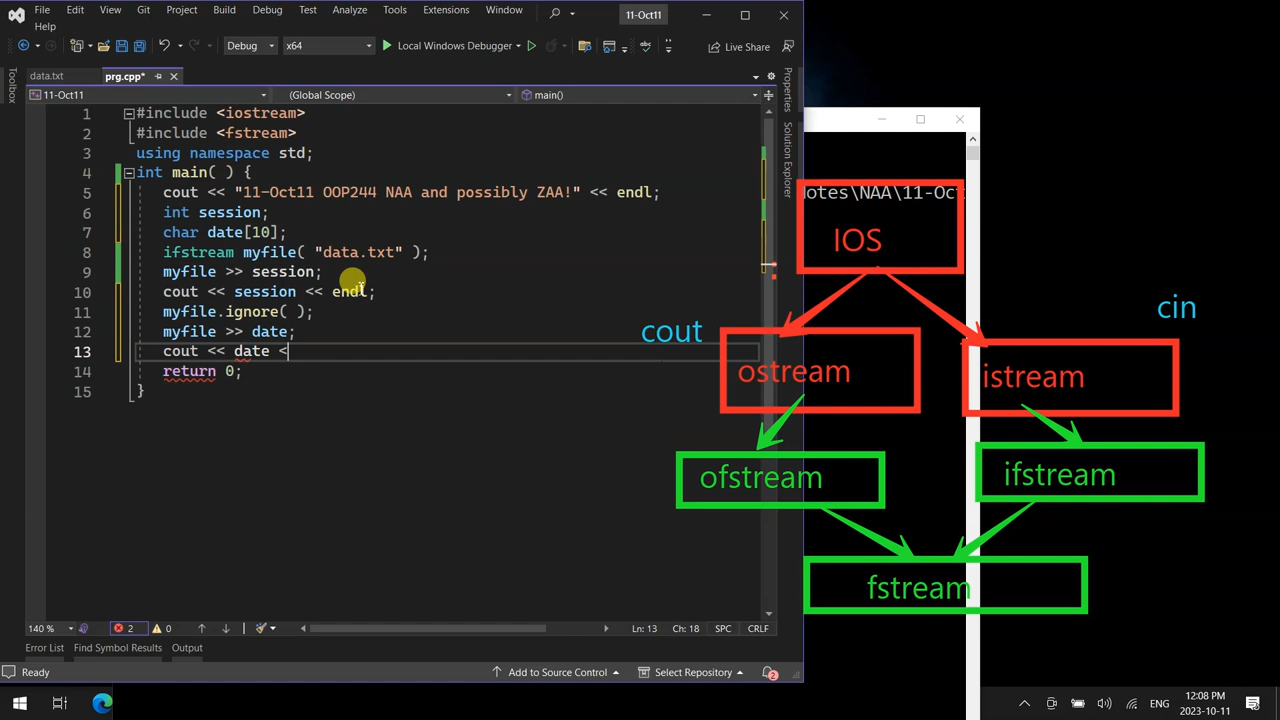 File Edit View Git Project Build Debug Test Analyze Tools Extensions Window 11-Oct11
Help
Debug x64 Local Windows Debugger Live Share
data.txt prg.cpp*
11-Oct11 (Global Scope) main()
Toolbox
Properties
Solution Explorer
1 #include <iostream>
2 #include <fstream>
3 using namespace std;
4 int main( ) {
5 cout << "11-Oct11 OOP244 NAA and possibly ZAA!" << endl;
6 int session;
7 char date[10];
8 ifstream myfile( "data.txt" );
9 myfile >> session;
10 cout << session << endl;
11 myfile.ignore( );
12 myfile >> date;
13 cout << date <
14 return 0;
15 }
140 % 2 0 Ln: 13 Ch: 18 SPC CRLF
Error List Find Symbol Results Output
Ready Add to Source Control Select Repository 2
otes\NAA\11-Oct
IOS
cout
cin
ostream
istream
ofstream
ifstream
fstream
ENG
12:08 PM
2023-10-11